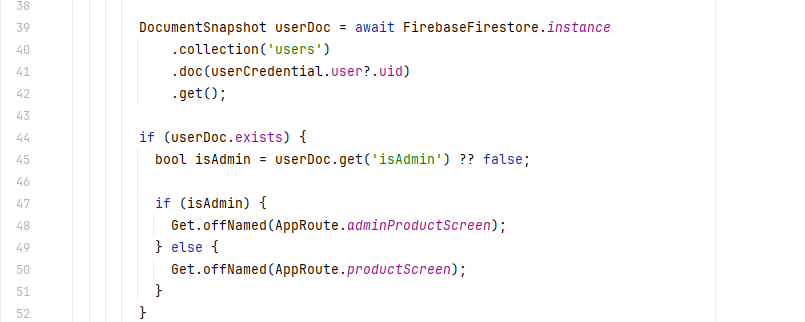 38
39 DocumentSnapshot userDoc = await FirebaseFirestore.instance
40 .collection('users')
41 .doc(userCredential.user?.uid)
42 .get();
43
44 if (userDoc.exists) {
45 bool isAdmin = userDoc.get('isAdmin') ?? false;
46
47 if (isAdmin) {
48 Get.offNamed(AppRoute.adminProductScreen);
49 } else {
50 Get.offNamed(AppRoute.productScreen);
51 }
52 }